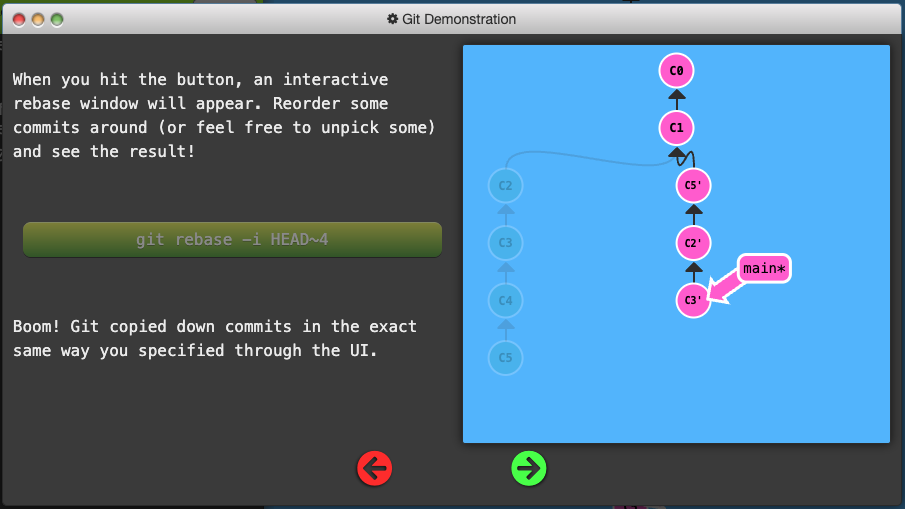 Git Demonstration
When you hit the button, an interactive
rebase window will appear. Reorder some
commits around (or feel free to unpick some)
and see the result!
git rebase -i HEAD~4
Boom! Git copied down commits in the exact
same way you specified through the UI.
C0
C1
C2
C5'
C3
C2'
main*
C4
C3'
C5